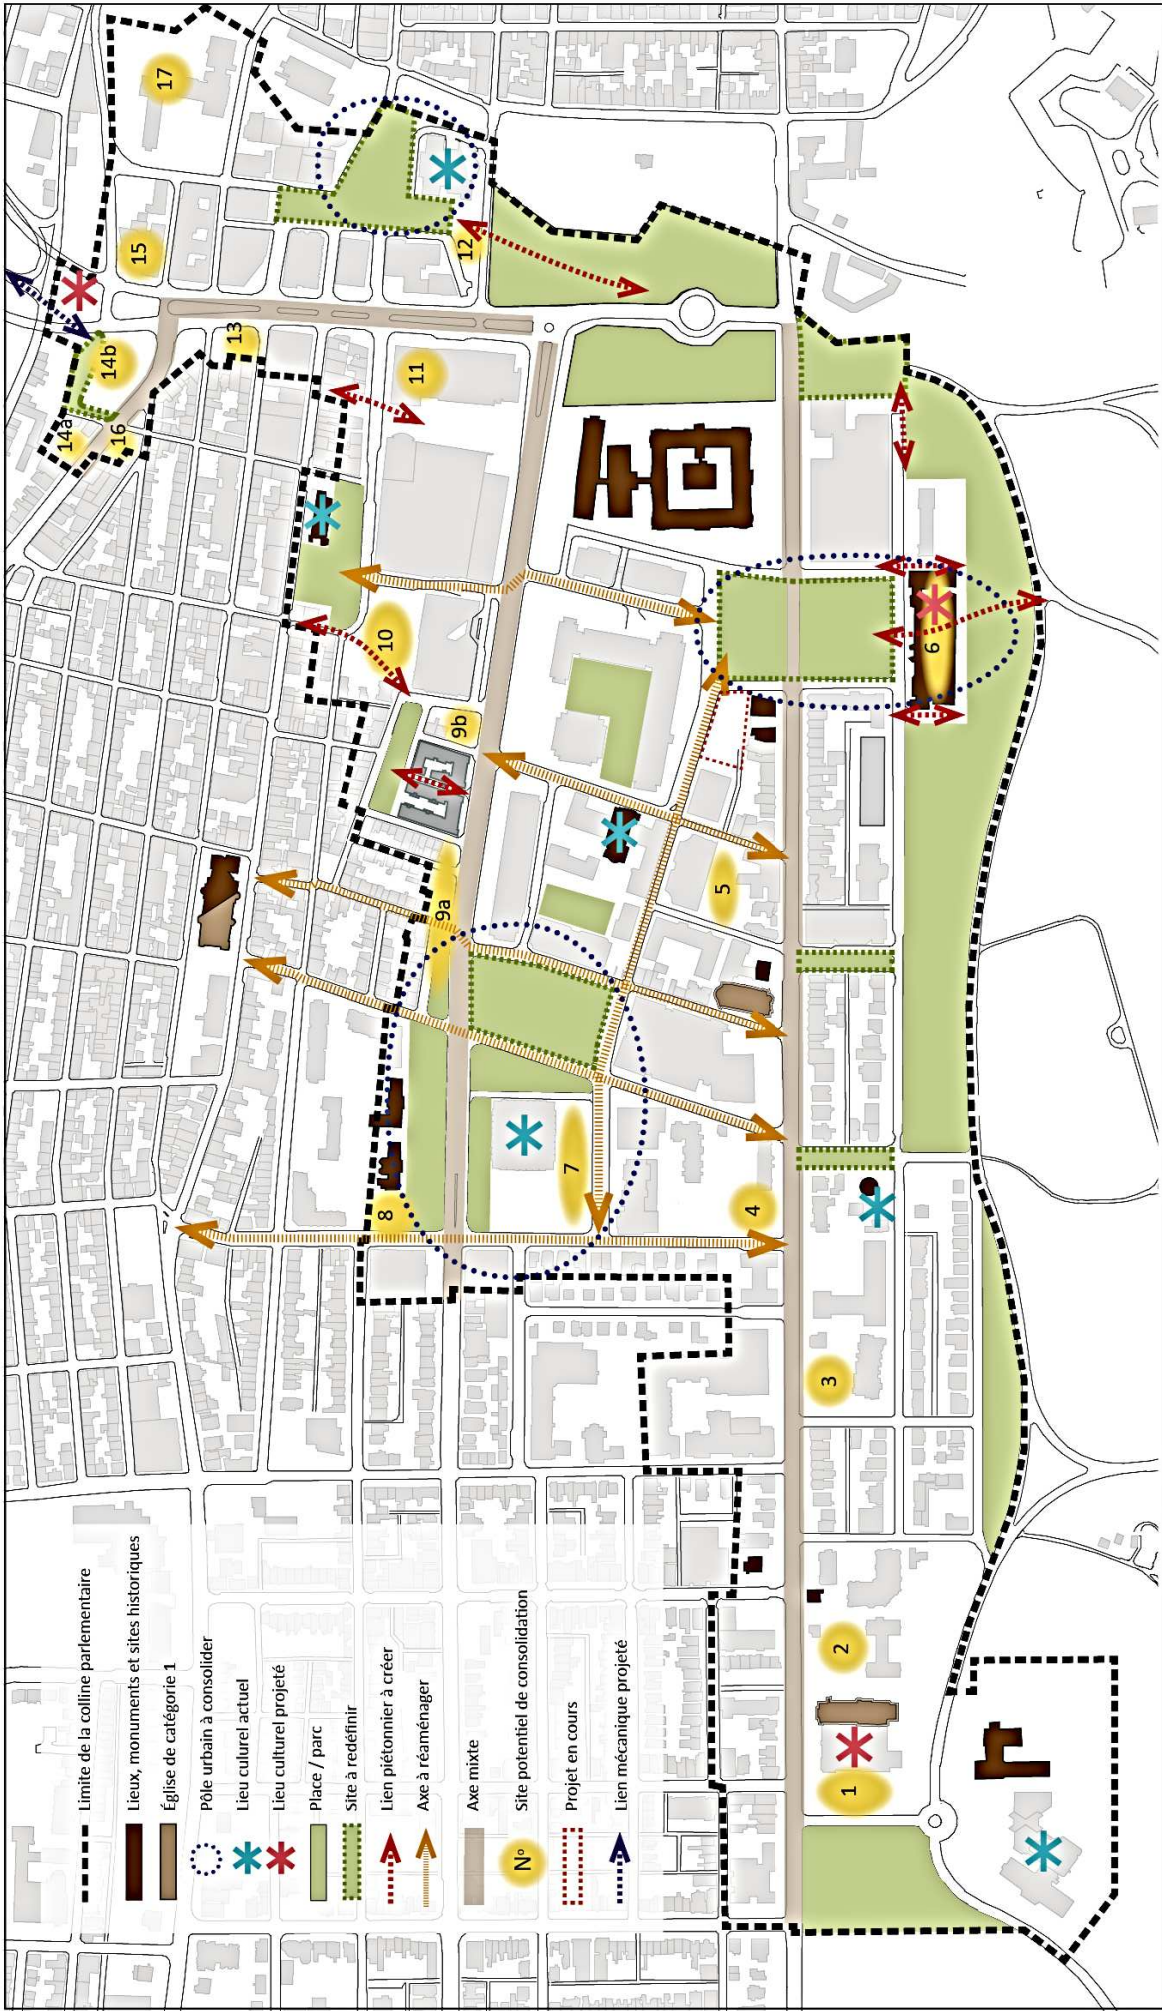 Limite de la colline parlementaire
Lieux, monuments et sites historiques
Église de catégorie 1
Pôle urbain à consolider
Lieu culurel actuel
Lieu culturel projeté
Place / parc
Site à redéfinir
Lien piétonnier à créer
Axe à réaménager
Axe mixte
Nº
Site potentiel de consolidation
Projet en cours
Lien mécanique projeté
1
2
3
4
5
6
7
8
9a
9b
10
11
12
13
14a
14b
15
16
17